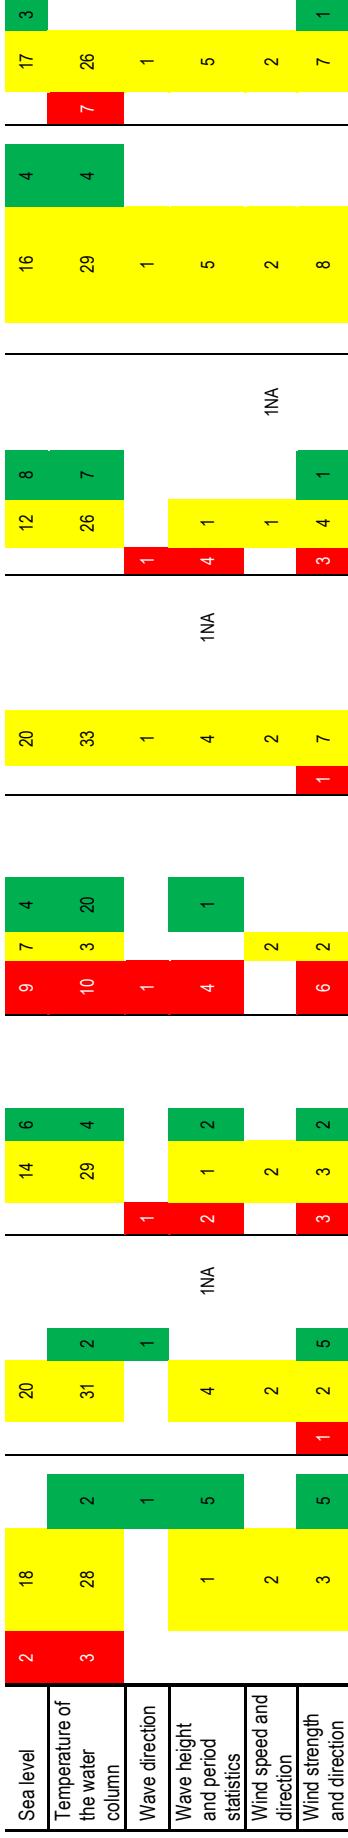 Sea level 2 18 20 14 6 9 7 4 20 12 8 16 4 17 3
Temperature of
the water
column 3 28 2 31 2 29 4 10 3 20 33 26 7 29 4 7 26
Wave direction 1 1 1 1 1 1 1 1
Wave height
and period
statistics 1 5 4 1NA 2 1 2 4 1 4 1NA 4 1 5 5
Wind speed and
direction 2 2 2 2 2 1 1NA 2 2
Wind strength
and direction 3 5 1 2 5 3 3 2 6 2 1 7 3 4 1 8 7 1